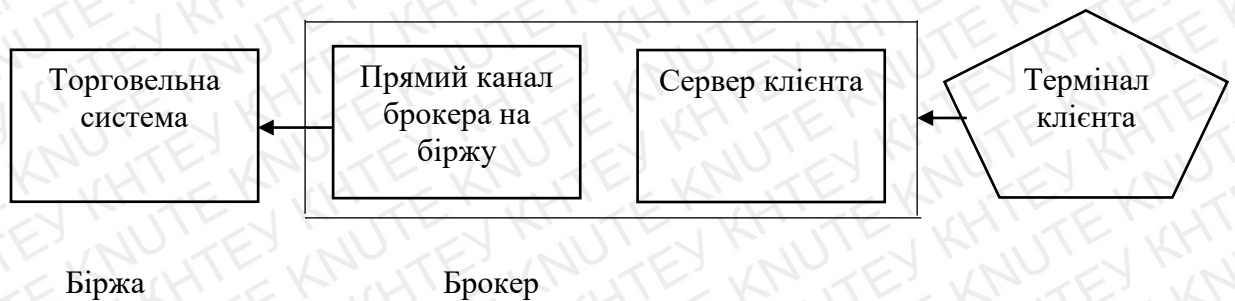 Торговельна
система
Прямий канал
брокера на
біржу
Сервер клієнта
Термінал
клієнта
Біржа
Брокер